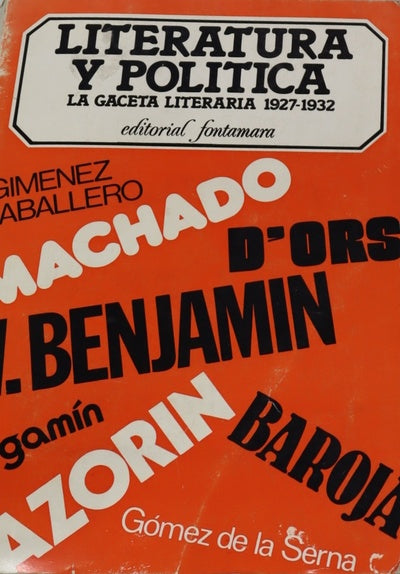 LITERATURA
Y POLITICA
LA GACETA LITERARIA 1927-1932
editorial fontamara
GIMENEZ
CABALLERO
MACHADO
D'ORS
W. BENJAMIN
gamín
AZORIN
BAROJA
Gómez de la Serna